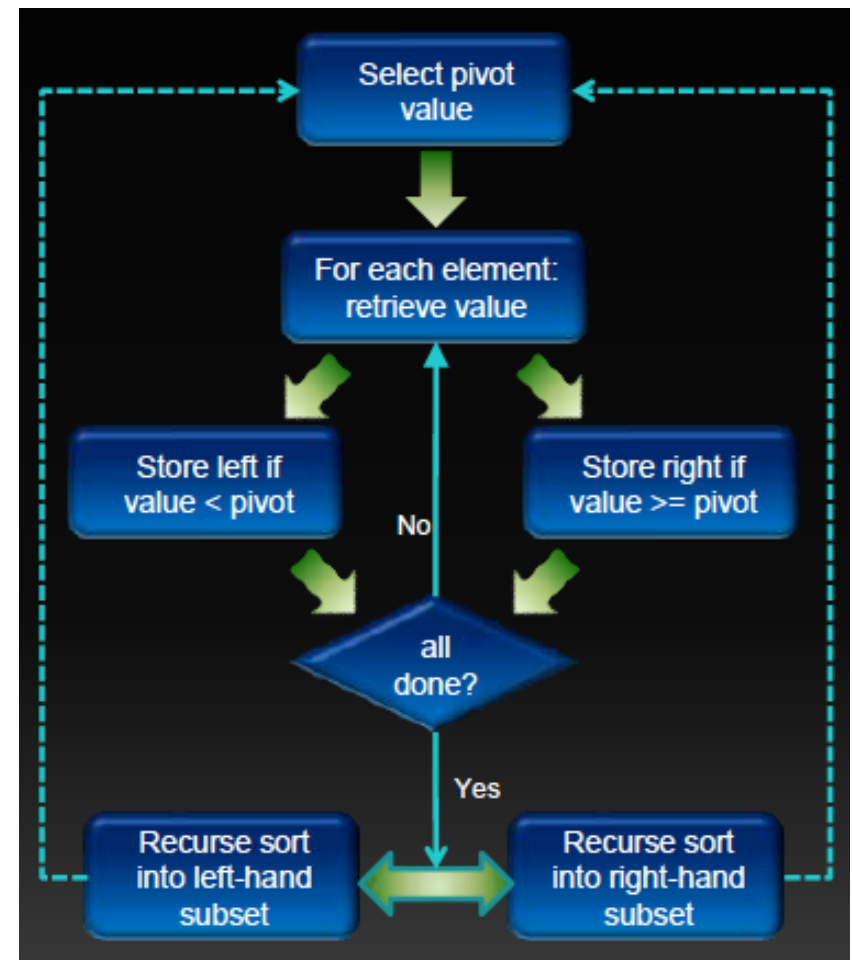 Select pivot
value
For each element:
retrieve value
Store left if
value < pivot
Store right if
value >= pivot
No
all
done?
Yes
Recurse sort
into left-hand
subset
Recurse sort
into right-hand
subset